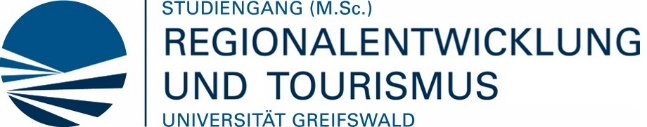 STUDIENGANG (M.Sc.)
REGIONALENTWICKLUNG
UND TOURISMUS
UNIVERSITÄT GREIFSWALD